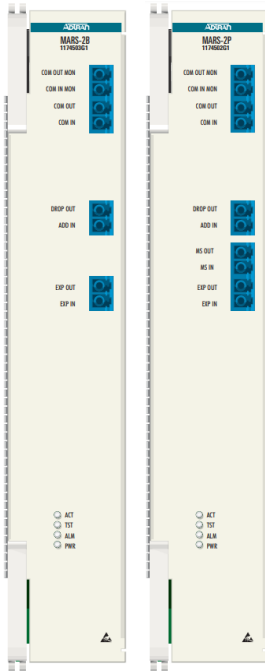 ADTRAN
MARS-2B
1174503G1
COM OUT MON
COM IN MON
COM OUT
COM IN
DROP OUT
ADD IN
EXP OUT
EXP IN
ACT
TST
ALM
PWR
ADTRAN
MARS-2P
1174502G1
COM OUT MON
COM IN MON
COM OUT
COM IN
DROP OUT
ADD IN
MS OUT
MS IN
EXP OUT
EXP IN
ACT
TST
ALM
PWR